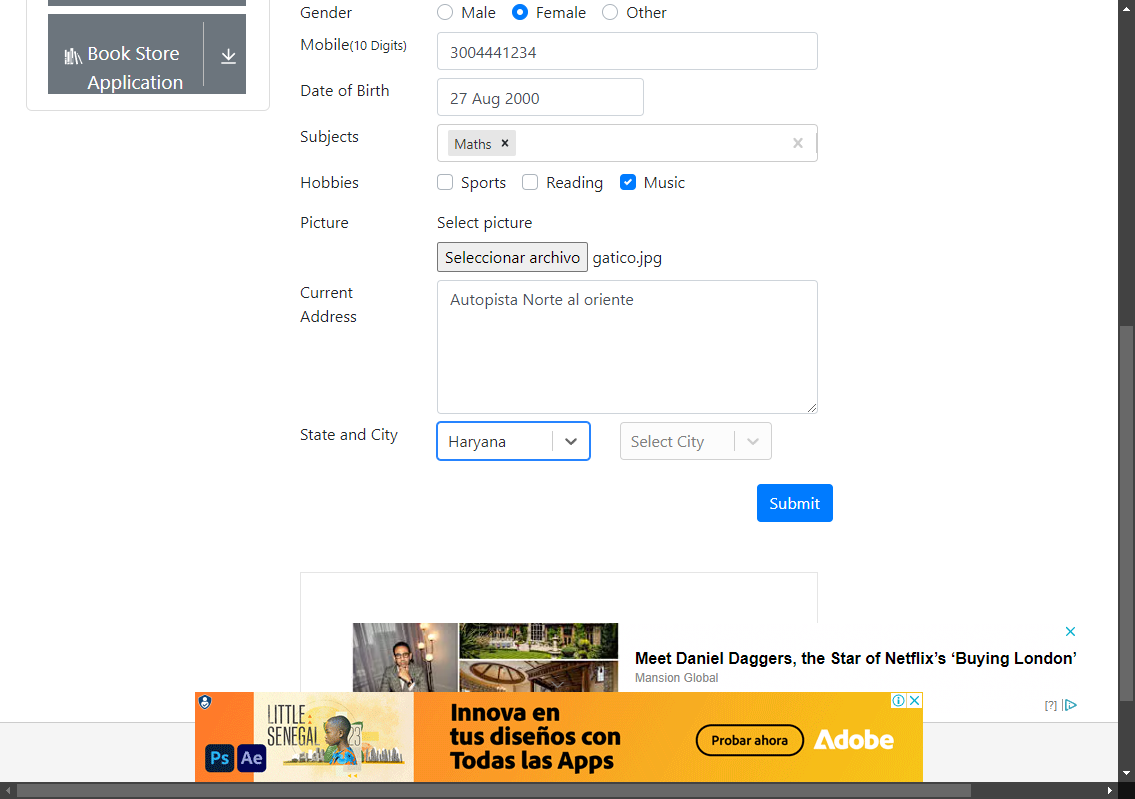 Book Store
Application
Gender
Male
Female
Other
Mobile(10 Digits)
3004441234
Date of Birth
27 Aug 2000
Subjects
Maths ×
×
Hobbies
Sports
Reading
Music
Picture
Select picture
Seleccionar archivo gatico.jpg
Current
Address
Autopista Norte al oriente
State and City
Haryana
Select City
Submit
Meet Daniel Daggers, the Star of Netflix's ‘Buying London’
Mansion Global
[?]
LITTLE
SENEGAL
23
Ps Ae
Innova en
tus diseños con
Todas las Apps
Probar ahora
Adobe